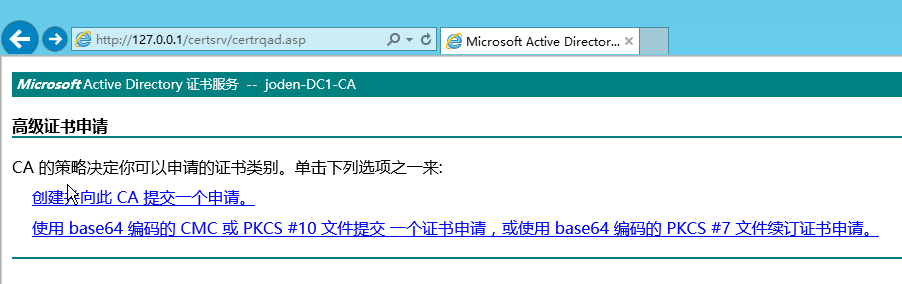 http://127.0.0.1/certsrv/certrqad.asp
Microsoft Active Director...
Microsoft Active Directory 证书服务 -- joden-DC1-CA
高级证书申请
CA 的策略决定你可以申请的证书类别。单击下列选项之一来:
创建并向此 CA 提交一个申请。
使用 base64 编码的 CMC 或 PKCS #10 文件提交 一个证书申请，或使用 base64 编码的 PKCS #7 文件续订证书申请。